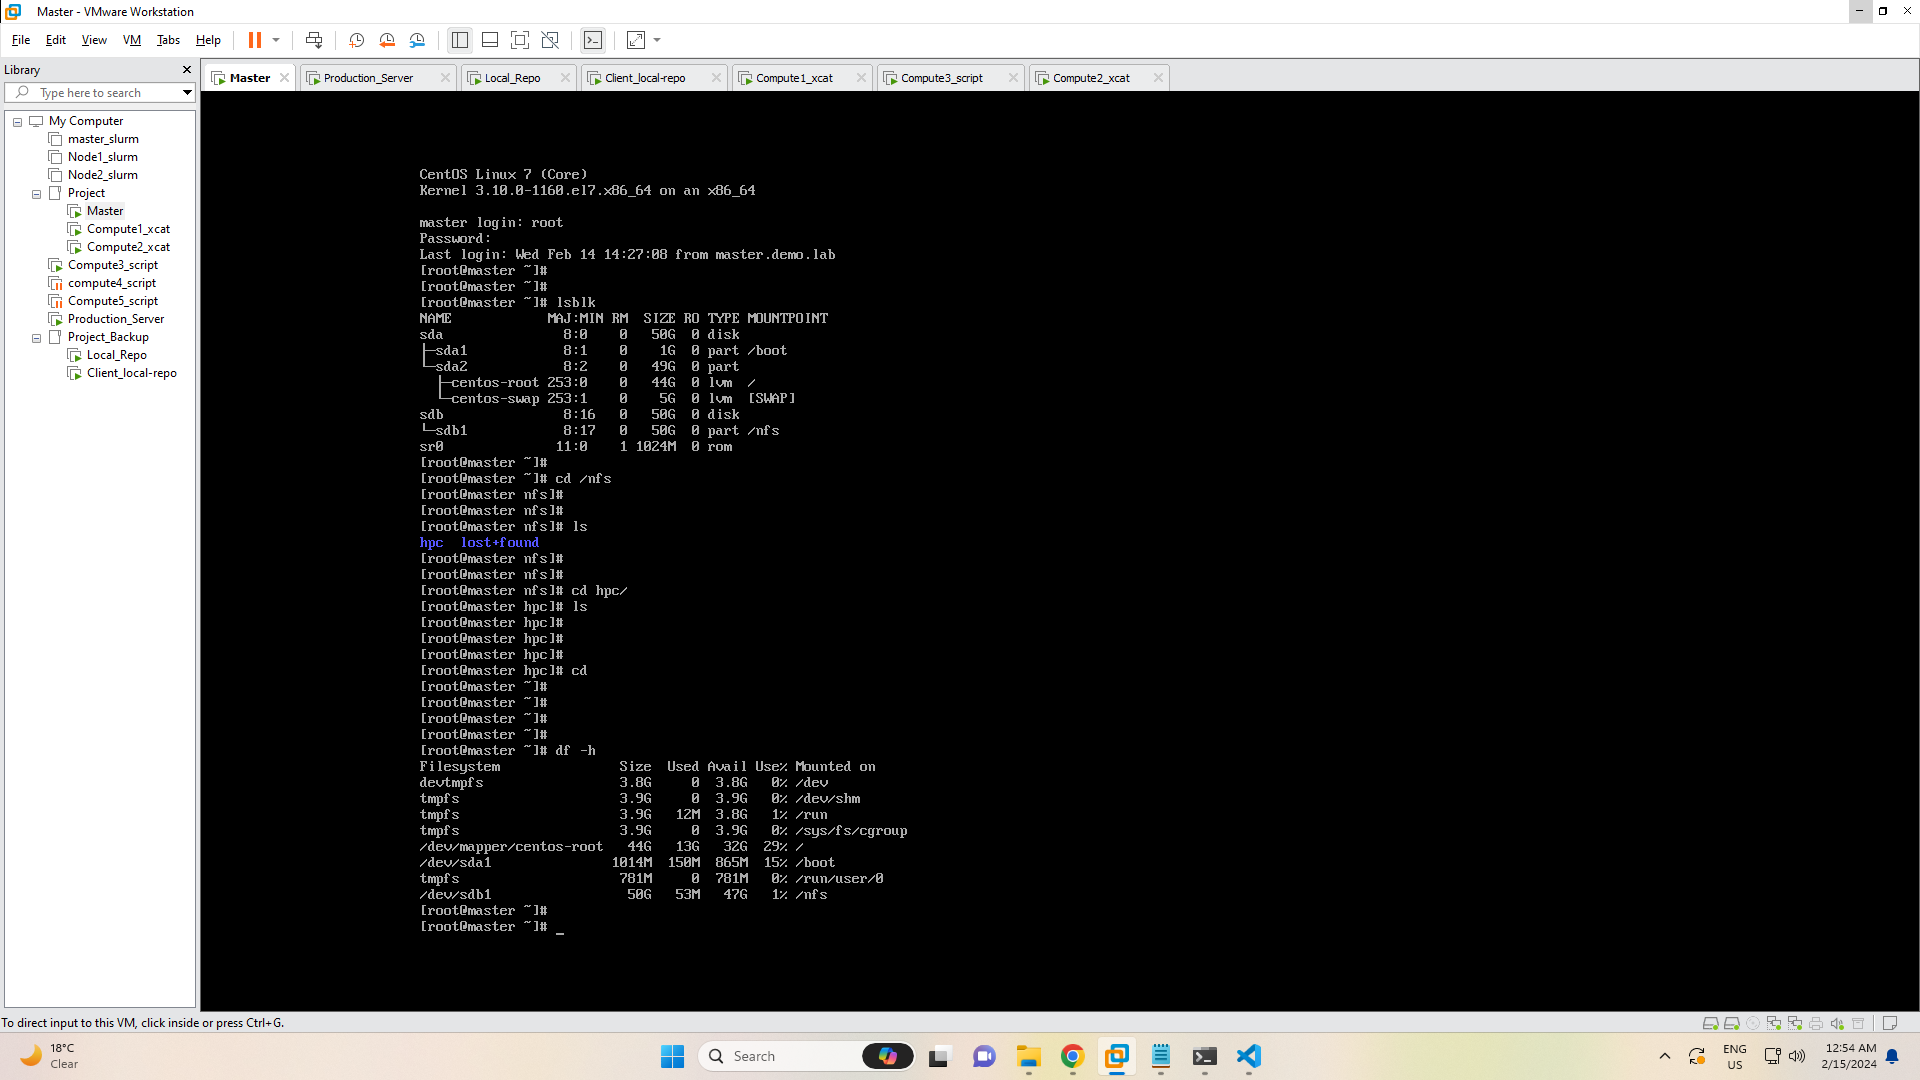 Master - VMware Workstation
File Edit View VM Tabs Help
Library
Master Production_Server Local_Repo Client_local-repo Compute1_xcat Compute3_script Compute2_xcat
Type here to search
My Computer
master_slurm
Node1_slurm
Node2_slurm
Project
Master
Compute1_xcat
Compute2_xcat
Compute3_script
compute4_script
Compute5_script
Production_Server
Project_Backup
Local_Repo
Client_local-repo
CentOS Linux 7 (Core)
Kernel 3.10.0-1160.el7.x86_64 on an x86_64
master login: root
Password:
Last login: Wed Feb 14 14:27:08 from master.demo.lab
[root@master ~]#
[root@master ~]#
[root@master ~]# lsblk
NAME MAJ:MIN RM SIZE RO TYPE MOUNTPOINT
sda 8:0 0 50G 0 disk
├─sda1 8:1 0 1G 0 part /boot
└─sda2 8:2 0 49G 0 part
├─centos-root 253:0 0 44G 0 lvm /
└─centos-swap 253:1 0 5G 0 lvm [SWAP]
sdb 8:16 0 50G 0 disk
└─sdb1 8:17 0 50G 0 part /nfs
sr0 11:0 1 1024M 0 rom
[root@master ~]#
[root@master ~]# cd /nfs
[root@master nfs]#
[root@master nfs]#
[root@master nfs]# ls
hpc lost+found
[root@master nfs]#
[root@master nfs]#
[root@master nfs]# cd hpc/
[root@master hpc]# ls
[root@master hpc]#
[root@master hpc]#
[root@master hpc]#
[root@master hpc]# cd
[root@master ~]#
[root@master ~]#
[root@master ~]#
[root@master ~]#
[root@master ~]# df -h
Filesystem Size Used Avail Use% Mounted on
devtmpfs 3.8G 0 3.8G 0% /dev
tmpfs 3.9G 0 3.9G 0% /dev/shm
tmpfs 3.9G 12M 3.8G 1% /run
tmpfs 3.9G 0 3.9G 0% /sys/fs/cgroup
/dev/mapper/centos-root 44G 13G 32G 29% /
/dev/sda1 1014M 150M 865M 15% /boot
tmpfs 781M 0 781M 0% /run/user/0
/dev/sdb1 50G 53M 47G 1% /nfs
[root@master ~]#
[root@master ~]# _
To direct input to this VM, click inside or press Ctrl+G.
18°C
Clear
Search
ENG
US
12:54 AM
2/15/2024